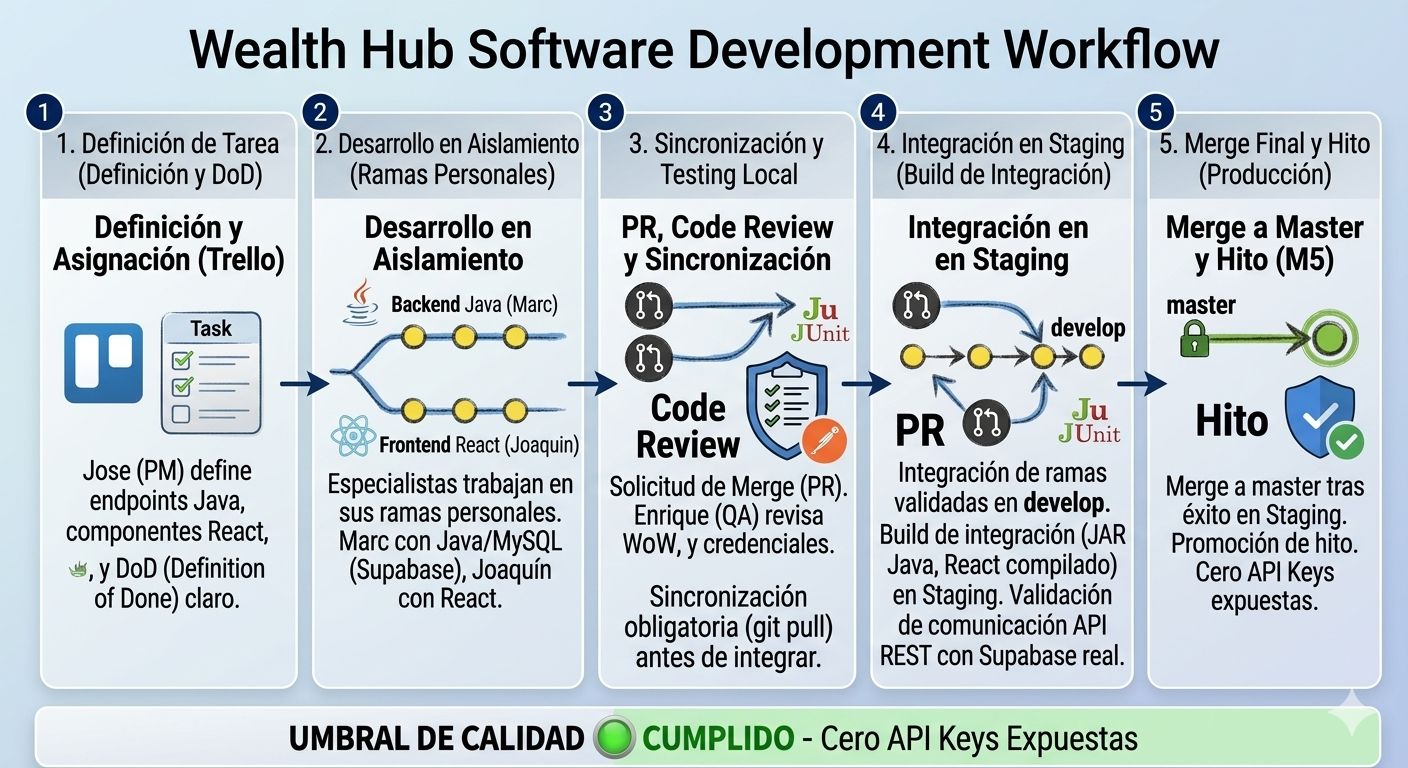 Wealth Hub Software Development Workflow
1
1. Definición de Tarea
(Definición y DoD)
Definición y
Asignación (Trello)
Task
Jose (PM) define
endpoints Java,
componentes React,
, y DoD (Definition
of Done) claro.
2
2. Desarrollo en Aislamiento
(Ramas Personales)
Desarrollo en
Aislamiento
Backend Java (Marc)
Frontend React (Joaquin)
Especialistas trabajan en
sus ramas personales.
Marc con Java/MySQL
(Supabase), Joaquín
con React.
3
3. Sincronización y
Testing Local
PR, Code Review
y Sincronización
Ju
JUnit
Code
Review
Solicitud de Merge (PR).
Enrique (QA) revisa
WoW, y credenciales.
Sincronización
obligatoria (git pull)
antes de integrar.
4
4. Integración en Staging
(Build de Integración)
Integración en
en Staging
develop
PR
Ju
JUnit
Integración de ramas
validadas en develop.
Build de integración (JAR
Java, React compilado)
en Staging. Validación
de comunicación API
REST con Supabase real.
5
5. Merge Final y Hito
(Producción)
Merge a Master
y Hito (M5)
master
Hito
Merge a master tras
éxito en Staging.
Promoción de hito.
Cero API Keys
expuestas.
UMBRAL DE CALIDAD CUMPLIDO - Cero API Keys Expuestas